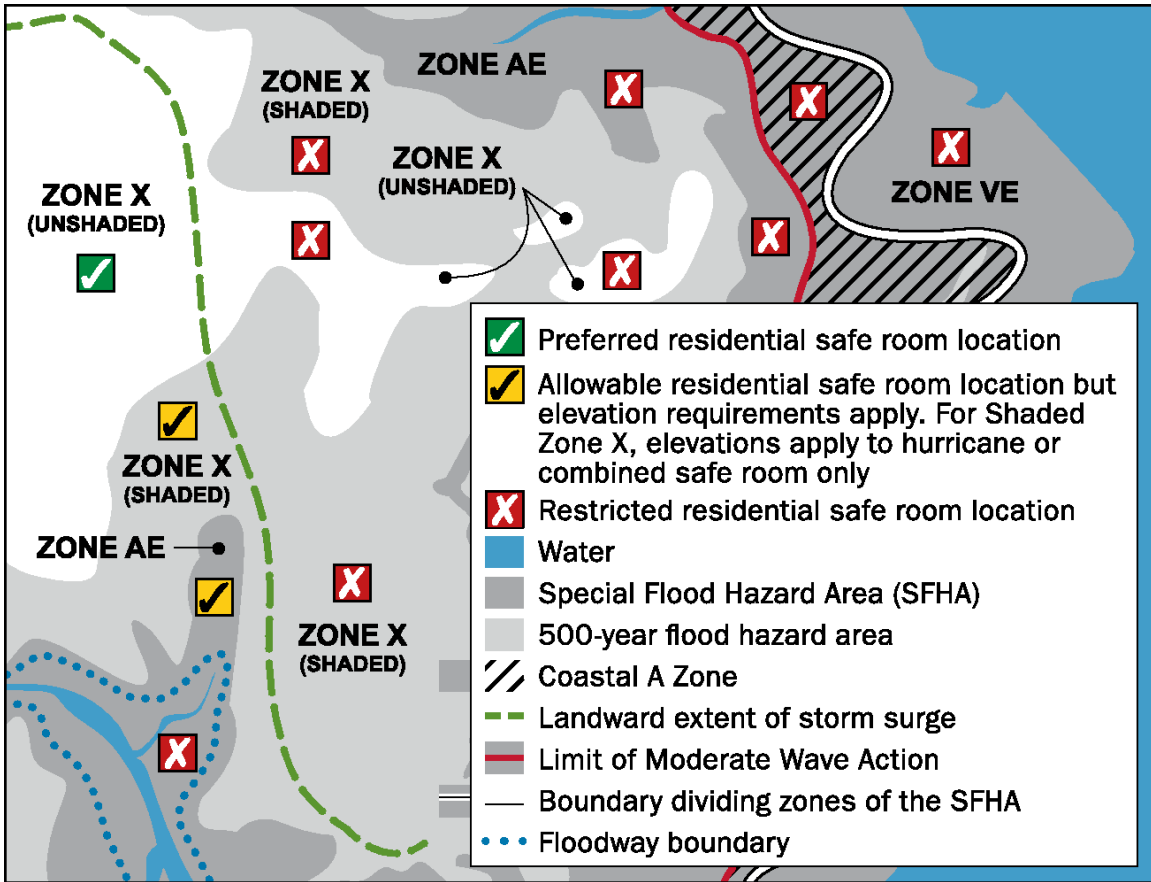 ZONE AE
ZONE X
(SHADED)
ZONE X
(UNSHADED)
ZONE X
(UNSHADED)
ZONE VE
ZONE X
(SHADED)
ZONE AE
ZONE X
(SHADED)
Preferred residential safe room location
Allowable residential safe room location but
elevation requirements apply. For Shaded
Zone X, elevations apply to hurricane or
combined safe room only
Restricted residential safe room location
Water
Special Flood Hazard Area (SFHA)
500-year flood hazard area
Coastal A Zone
Landward extent of storm surge
Limit of Moderate Wave Action
Boundary dividing zones of the SFHA
Floodway boundary